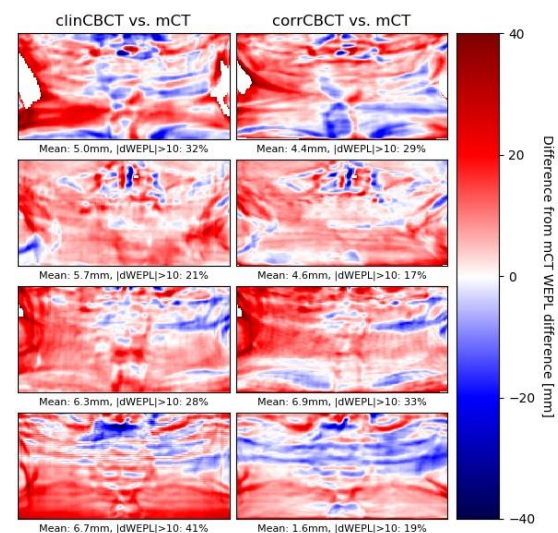 clinCBCT vs. mCT
corrCBCT vs. mCT
Mean: 5.0mm, |dWEPL|>10: 32%
Mean: 4.4mm, |dWEPL|>10: 29%
Mean: 5.7mm, |dWEPL|>10: 21%
Mean: 4.6mm, |dWEPL|>10: 17%
Mean: 6.3mm, |dWEPL|>10: 28%
Mean: 6.9mm, |dWEPL|>10: 33%
Mean: 6.7mm, |dWEPL|>10: 41%
Mean: 1.6mm, |dWEPL|>10: 19%
40
20
0
−20
−40
Difference from mCT WEPL difference [mm]